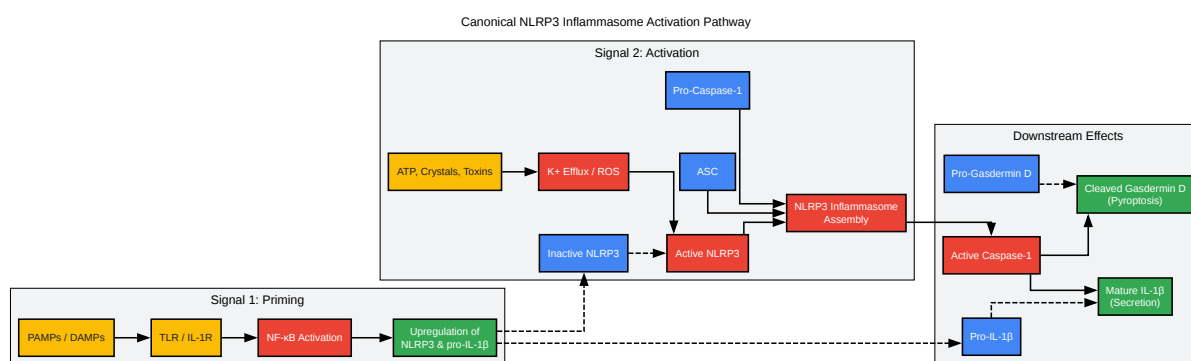 Canonical NLRP3 Inflammasome Activation Pathway
Signal 2: Activation
Pro-Caspase-1
ATP, Crystals, Toxins
K+ Efflux / ROS
ASC
NLRP3 Inflammasome
Assembly
Inactive NLRP3
Active NLRP3
Downstream Effects
Pro-Gasdermin D
Cleaved Gasdermin D
(Pyroptosis)
Active Caspase-1
Mature IL-1β
(Secretion)
Pro-IL-1β
Signal 1: Priming
PAMPs / DAMPs
TLR / IL-1R
NF-κB Activation
Upregulation of
NLRP3 & pro-IL-1β